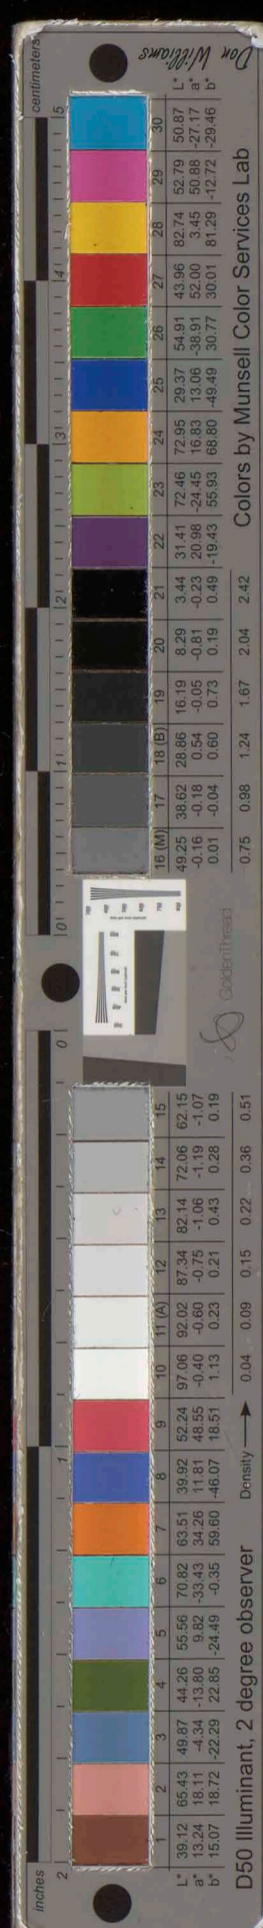 inches
centimeters
2 1 0 0 1 2 3 4 5
1 2 3 4 5 6 7 8 9 10 11 (A) 12 13 14 15 16 (M) 17 18 (B) 19 20 21 22 23 24 25 26 27 28 29 30
L* 39.12 65.43 49.87 44.26 55.56 70.82 63.51 39.92 52.24 97.06 92.02 87.34 82.14 72.06 62.15 49.25 38.62 28.86 16.19 8.29 3.44 31.41 72.46 72.95 29.37 54.91 43.96 82.74 52.79 50.87 L*
a* 13.24 18.11 -4.34 -13.80 9.82 -33.43 34.26 11.81 48.55 -0.40 -0.60 -0.75 -1.06 -1.19 -1.07 -0.16 -0.18 0.54 -0.05 -0.81 -0.23 20.98 -24.45 16.83 13.06 -38.91 52.00 3.45 50.88 -27.17 a*
b* 15.07 18.72 -22.29 22.85 -24.49 -0.35 59.60 -46.07 18.51 1.13 0.23 0.21 0.43 0.28 0.19 0.01 -0.04 0.60 0.73 0.19 0.49 -19.43 55.93 68.80 -49.49 30.77 30.01 81.29 -12.72 -29.46 b*
D50 Illuminant, 2 degree observer
Density 0.04 0.09 0.15 0.22 0.36 0.51 0.75 0.98 1.24 1.67 2.04 2.42
GoldenThread
Colors by Munsell Color Services Lab
Don Williams